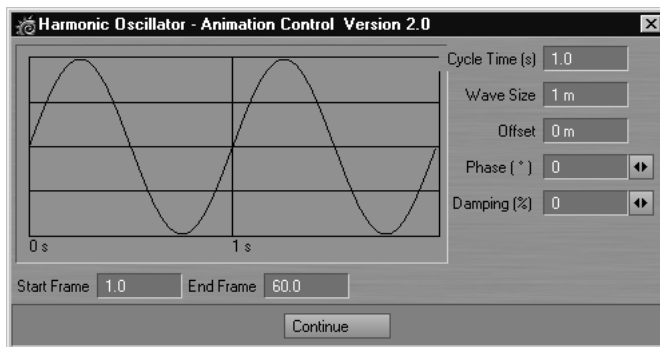 Harmonic Oscillator - Animation Control Version 2.0
Cycle Time (s) 1.0
Wave Size 1 m
Offset 0 m
Phase ( ° ) 0
Damping (%) 0
0 s 1 s
Start Frame 1.0 End Frame 60.0
Continue